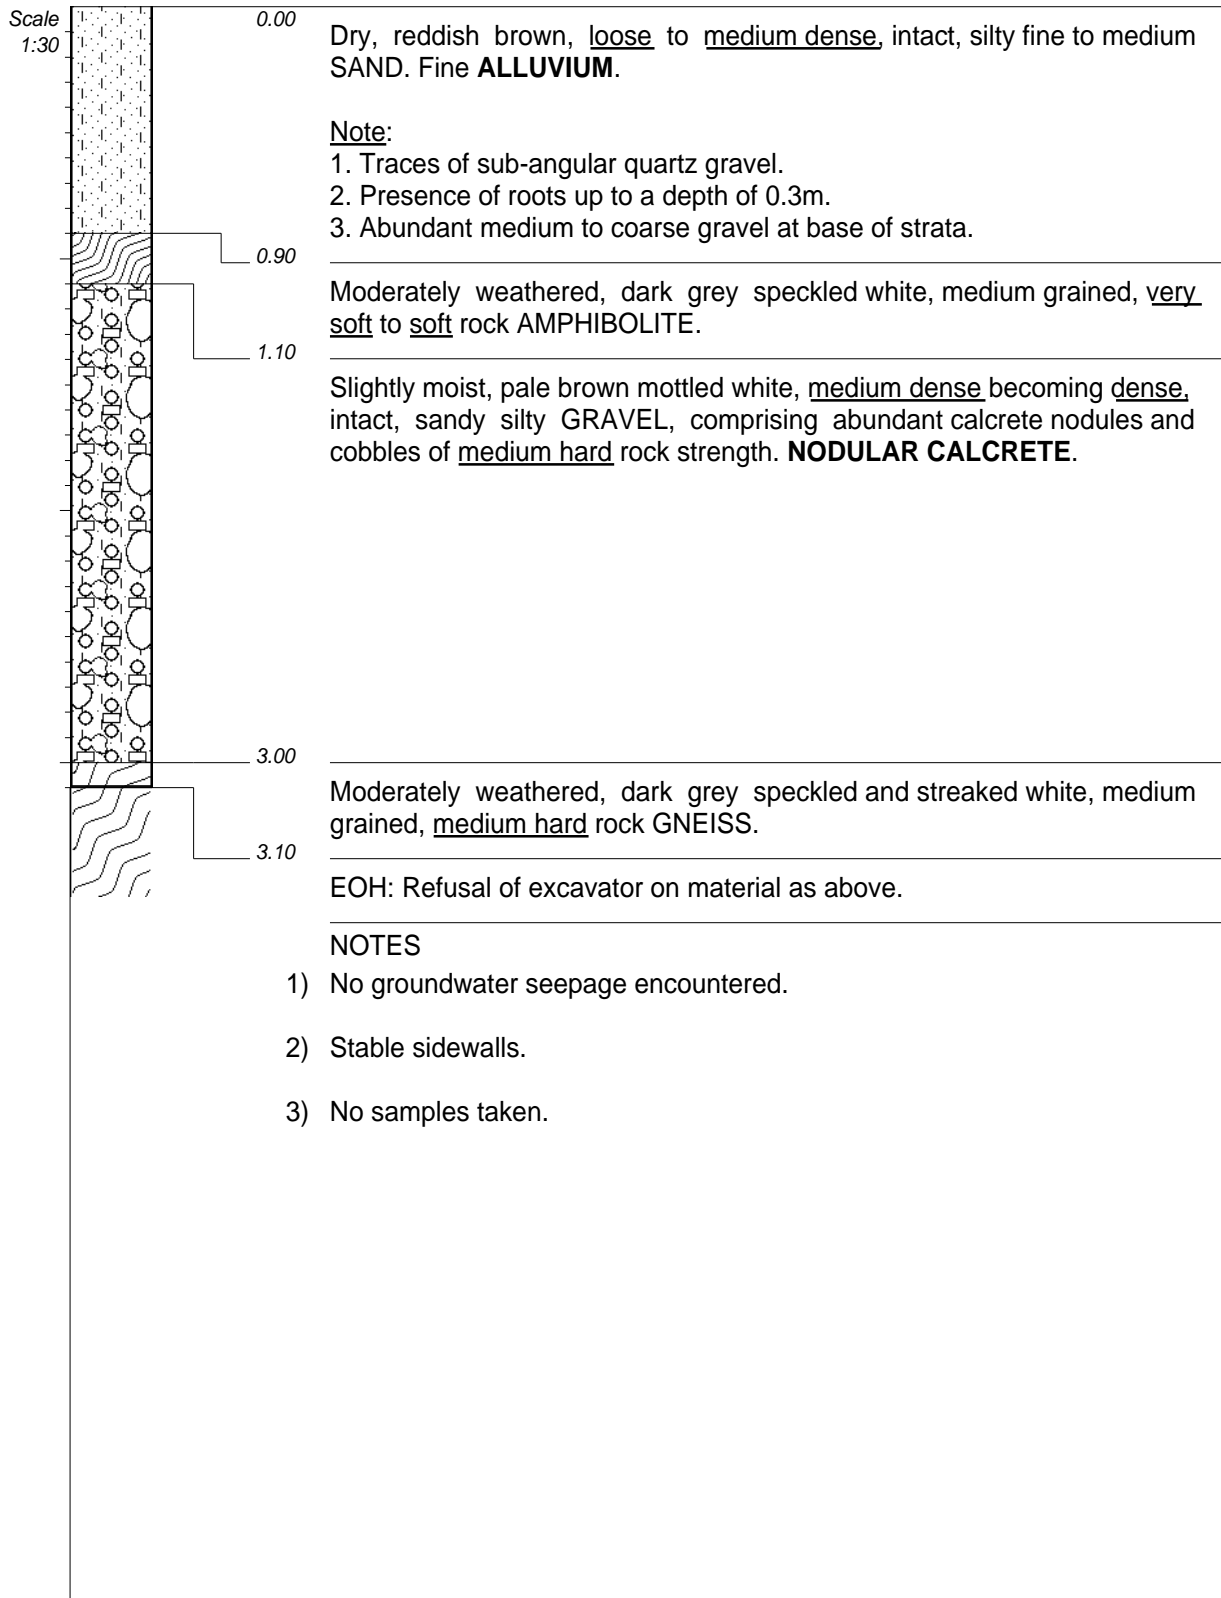 Scale
1:30
0.00
Dry, reddish brown, loose to medium dense, intact, silty fine to medium
SAND. Fine ALLUVIUM.
Note:
1. Traces of sub-angular quartz gravel.
2. Presence of roots up to a depth of 0.3m.
3. Abundant medium to coarse gravel at base of strata.
0.90
Moderately weathered, dark grey speckled white, medium grained, very
soft to soft rock AMPHIBOLITE.
1.10
Slightly moist, pale brown mottled white, medium dense becoming dense,
intact, sandy silty GRAVEL, comprising abundant calcrete nodules and
cobbles of medium hard rock strength. NODULAR CALCRETE.
3.00
Moderately weathered, dark grey speckled and streaked white, medium
grained, medium hard rock GNEISS.
3.10
EOH: Refusal of excavator on material as above.
NOTES
1) No groundwater seepage encountered.
2) Stable sidewalls.
3) No samples taken.